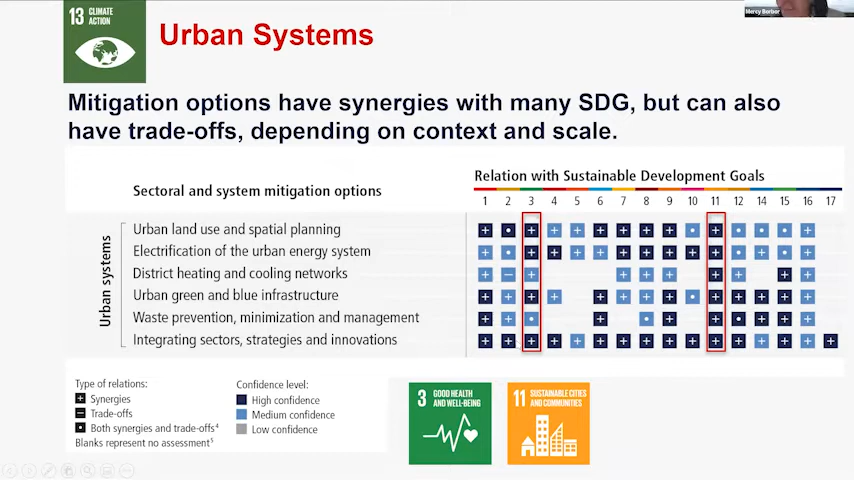 13 CLIMATE
ACTION
Urban Systems
Mercy Borbor
Mitigation options have synergies with many SDG, but can also
have trade-offs, depending on context and scale.
Relation with Sustainable Development Goals
Sectoral and system mitigation options
1 2 3 4 5 6 7 8 9 10 11 12 12 14 15 16 17
Urban systems
Urban land use and spatial planning
Electrification of the urban energy system
District heating and cooling networks
Urban green and blue infrastructure
Waste prevention, minimization and management
Integrating sectors, strategies and innovations
Type of relations:
+ Synergies
− Trade-offs
• Both synergies and trade-offs⁴
Blanks represent no assessment⁵
Confidence level:
High confidence
Medium confidence
Low confidence
3 GOOD HEALTH
AND WELL-BEING
11 SUSTAINABLE CITIES
AND COMMUNITIES